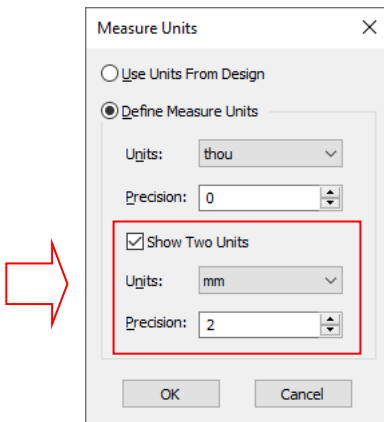 Measure Units
Use Units From Design
Define Measure Units
Units: thou
Precision: 0
Show Two Units
Units: mm
Precision: 2
OK Cancel